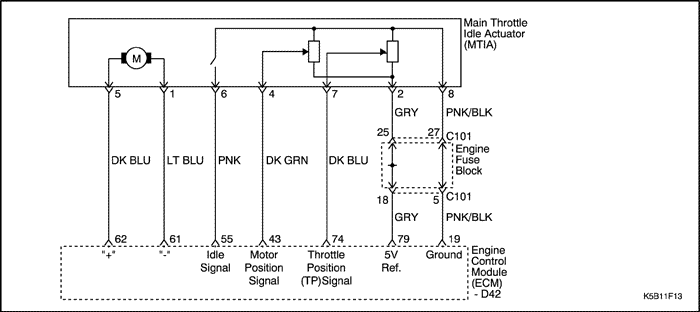 Main Throttle
Idle Actuator
(MTIA)
M
5 1 6 4 7 2 8
GRY PNK/BLK
25 27 C101
DK BLU LT BLU PNK DK GRN DK BLU
Engine
Fuse
Block
18 5 C101
GRY PNK/BLK
62 61 55 43 74 79 19
"+" "-" Idle Signal Motor Position Signal Throttle Position (TP)Signal 5V Ref. Ground
Engine
Control
Module
(ECM)
- D42
K5B11F13